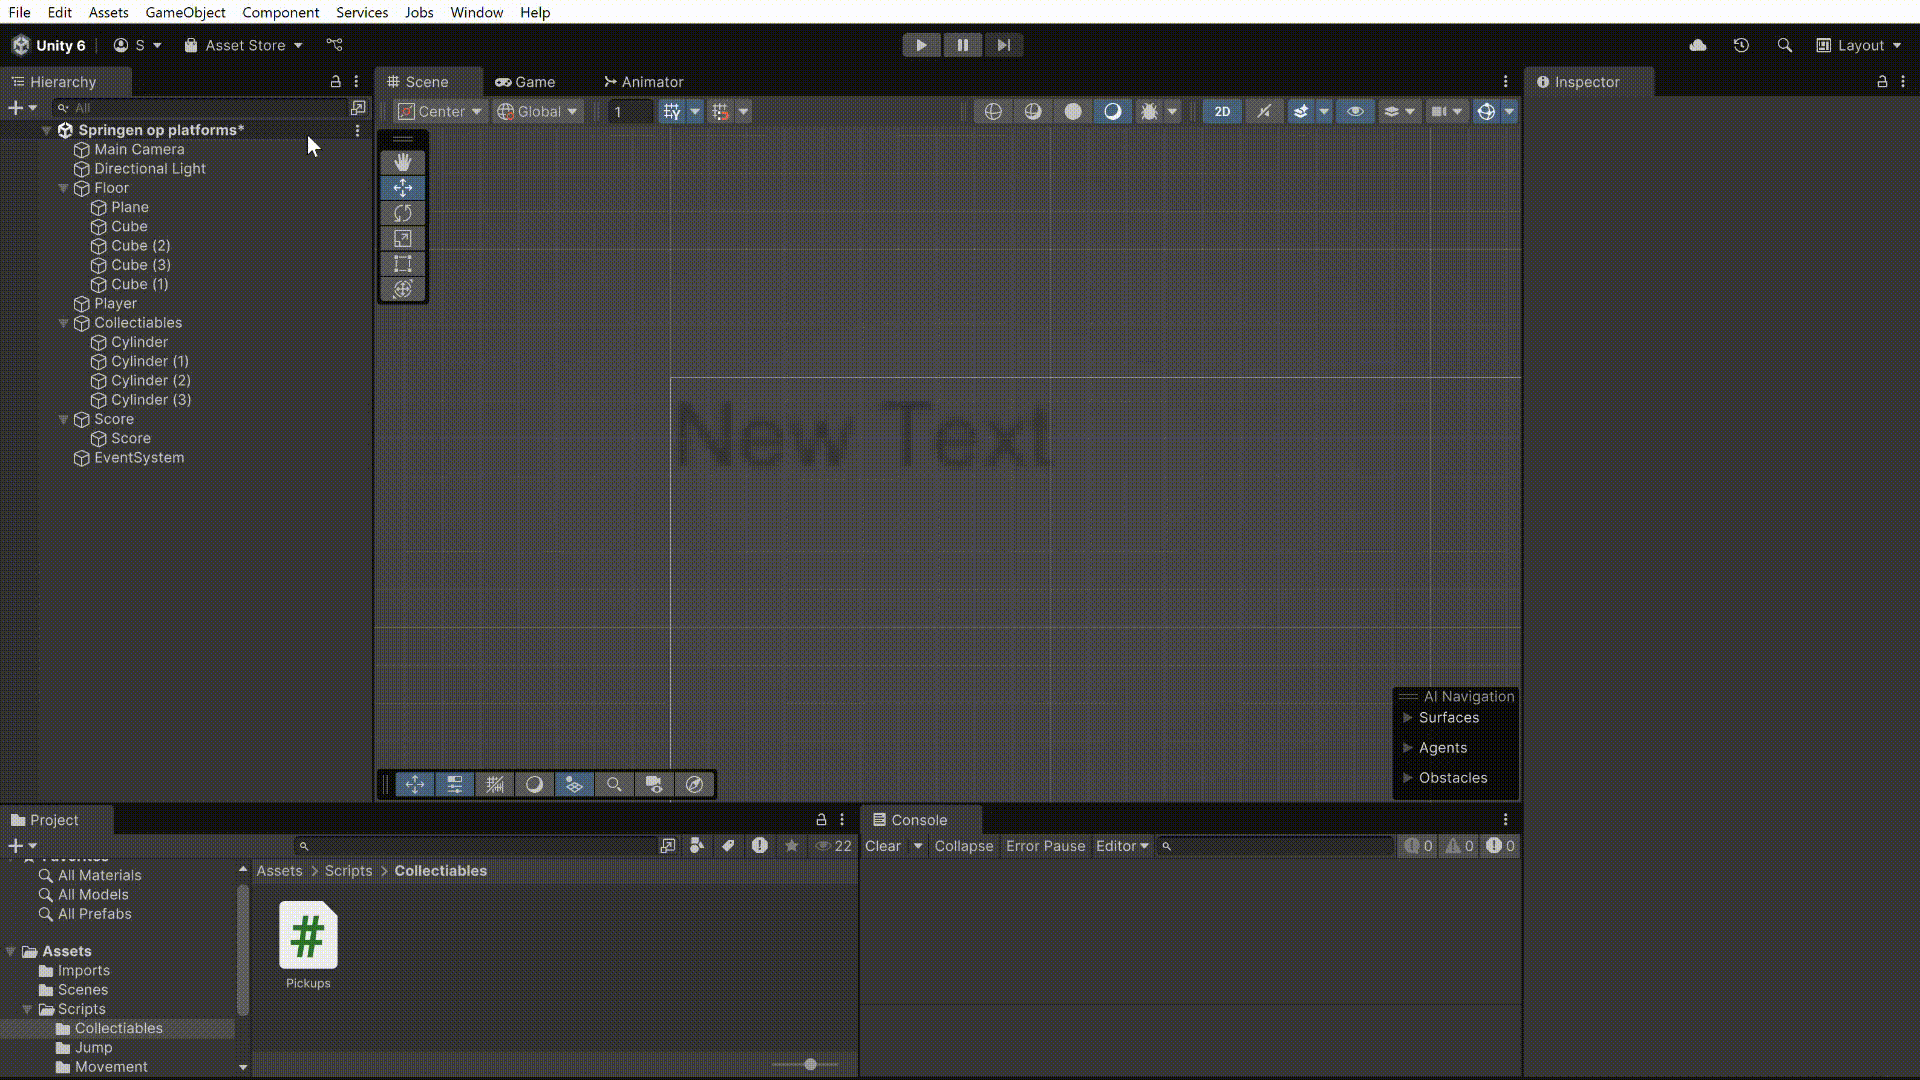 File Edit Assets GameObject Component Services Jobs Window Help
Unity 6 S Asset Store Layout
Hierarchy Scene Game Animator Inspector
All Center Global 1 2D
Springen op platforms*
Main Camera
Directional Light
Floor
Plane
Cube
Cube (2)
Cube (3)
Cube (1)
Player
Collectiables
Cylinder
Cylinder (1)
Cylinder (2)
Cylinder (3)
Score
Score
EventSystem
New Text
AI Navigation
Surfaces
Agents
Obstacles
Project
22
Favorites
All Materials
All Models
All Prefabs
Assets
Imports
Scenes
Scripts
Collectiables
Jump
Movement
Assets > Scripts > Collectiables
#
Pickups
Console
Clear Collapse Error Pause Editor 0 0 0